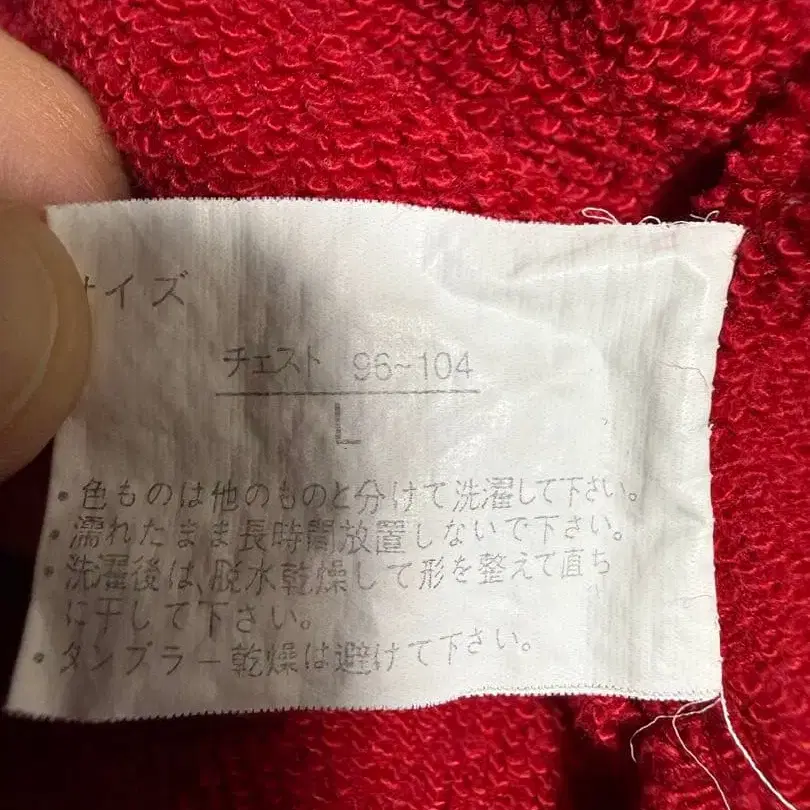 サイズ
チェスト 96~104
L
・色ものは他のものと分けて洗濯して下さい。
・濡れたまま長時間放置しないで下さい。
・洗濯後は、脱水乾燥して形を整えて直ち
に干して下さい。
・タンブラー乾燥は避けて下さい。